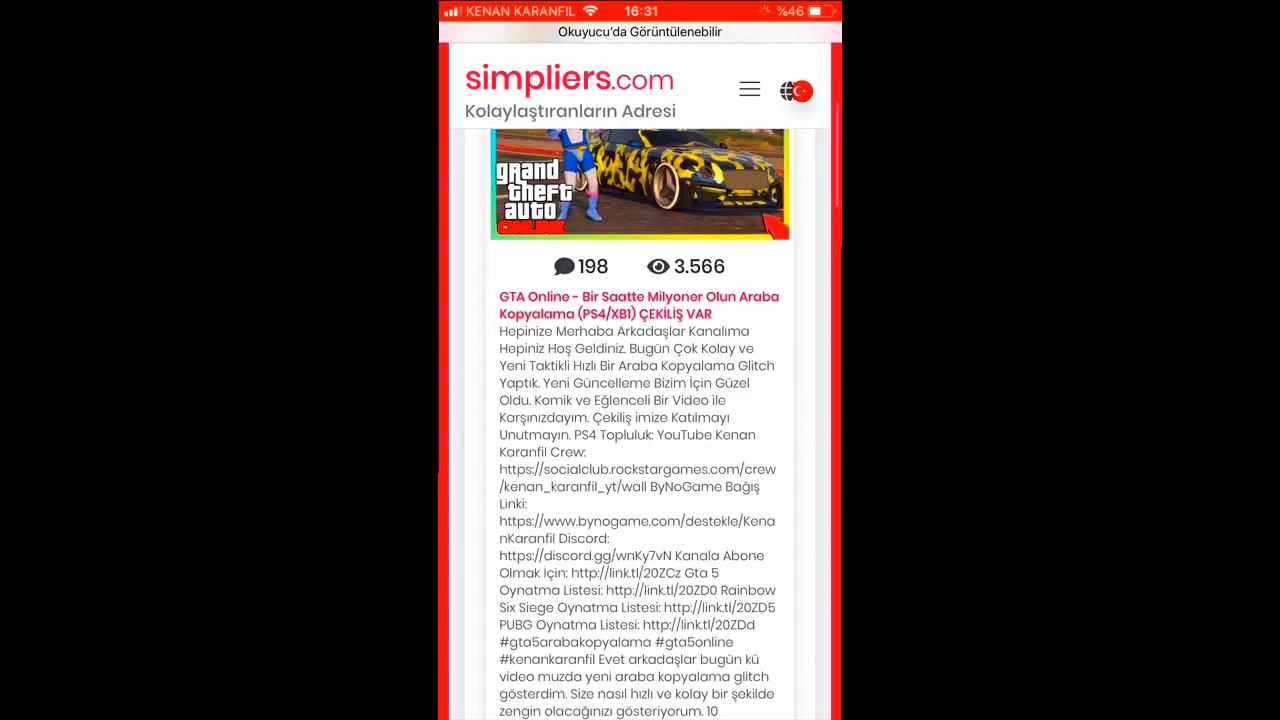 KENAN KARANFIL 16:31 %46
Okuyucu'da Görüntülenebilir
simpliers.com
Kolaylaştıranların Adresi
grand
theft
auto
198 3.566
GTA Online - Bir Saatte Milyoner Olun Araba
Kopyalama (PS4/XB1) ÇEKİLİŞ VAR
Hepinize Merhaba Arkadaşlar Kanalıma
Hepiniz Hoş Geldiniz. Bugün Çok Kolay ve
Yeni Taktikli Hızlı Bir Araba Kopyalama Glitch
Yaptık. Yeni Güncelleme Bizim İçin Güzel
Oldu. Komik ve Eğlenceli Bir Video ile
Karşınızdayım. Çekiliş imize Katılmayı
Unutmayın. PS4 Topluluk: YouTube Kenan
Karanfil Crew:
https://socialclub.rockstargames.com/crew
/kenan_karanfil_yt/wall ByNoGame Bağış
Linki:
https://www.bynogame.com/destekle/Kena
nKaranfil Discord:
https://discord.gg/wnKy7vN Kanala Abone
Olmak İçin: http://link.tl/20ZCz Gta 5
Oynatma Listesi: http://link.tl/20ZD0 Rainbow
Six Siege Oynatma Listesi: http://link.tl/20ZD5
PUBG Oynatma Listesi: http://link.tl/20ZDd
#gta5arabakopyalama #gta5online
#kenankaranfil Evet arkadaşlar bugün kü
video muzda yeni araba kopyalama glitch
gösterdim. Size nasıl hızlı ve kolay bir şekilde
zengin olacağınızı gösteriyorum. 10